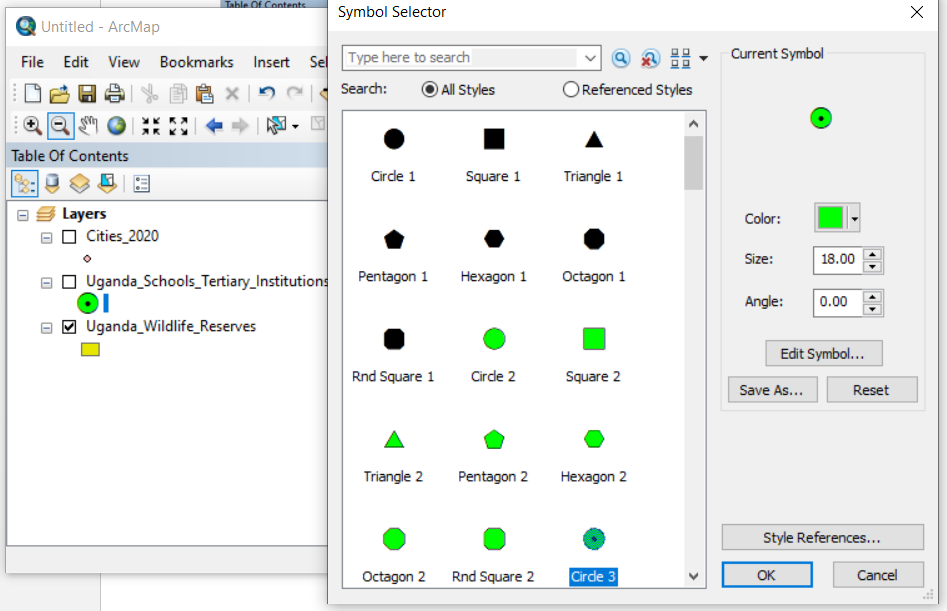 Table Of Contents
Untitled - ArcMap
File Edit View Bookmarks Insert
Table Of Contents
Layers
Cities_2020
Uganda_Schools_Tertiary_Institutions
Uganda_Wildlife_Reserves
Symbol Selector
Type here to search
Search: All Styles Referenced Styles
Circle 1 Square 1 Triangle 1
Pentagon 1 Hexagon 1 Octagon 1
Rnd Square 1 Circle 2 Square 2
Triangle 2 Pentagon 2 Hexagon 2
Octagon 2 Rnd Square 2 Circle 3
Current Symbol
Color:
Size: 18.00
Angle: 0.00
Edit Symbol...
Save As... Reset
Style References...
OK Cancel